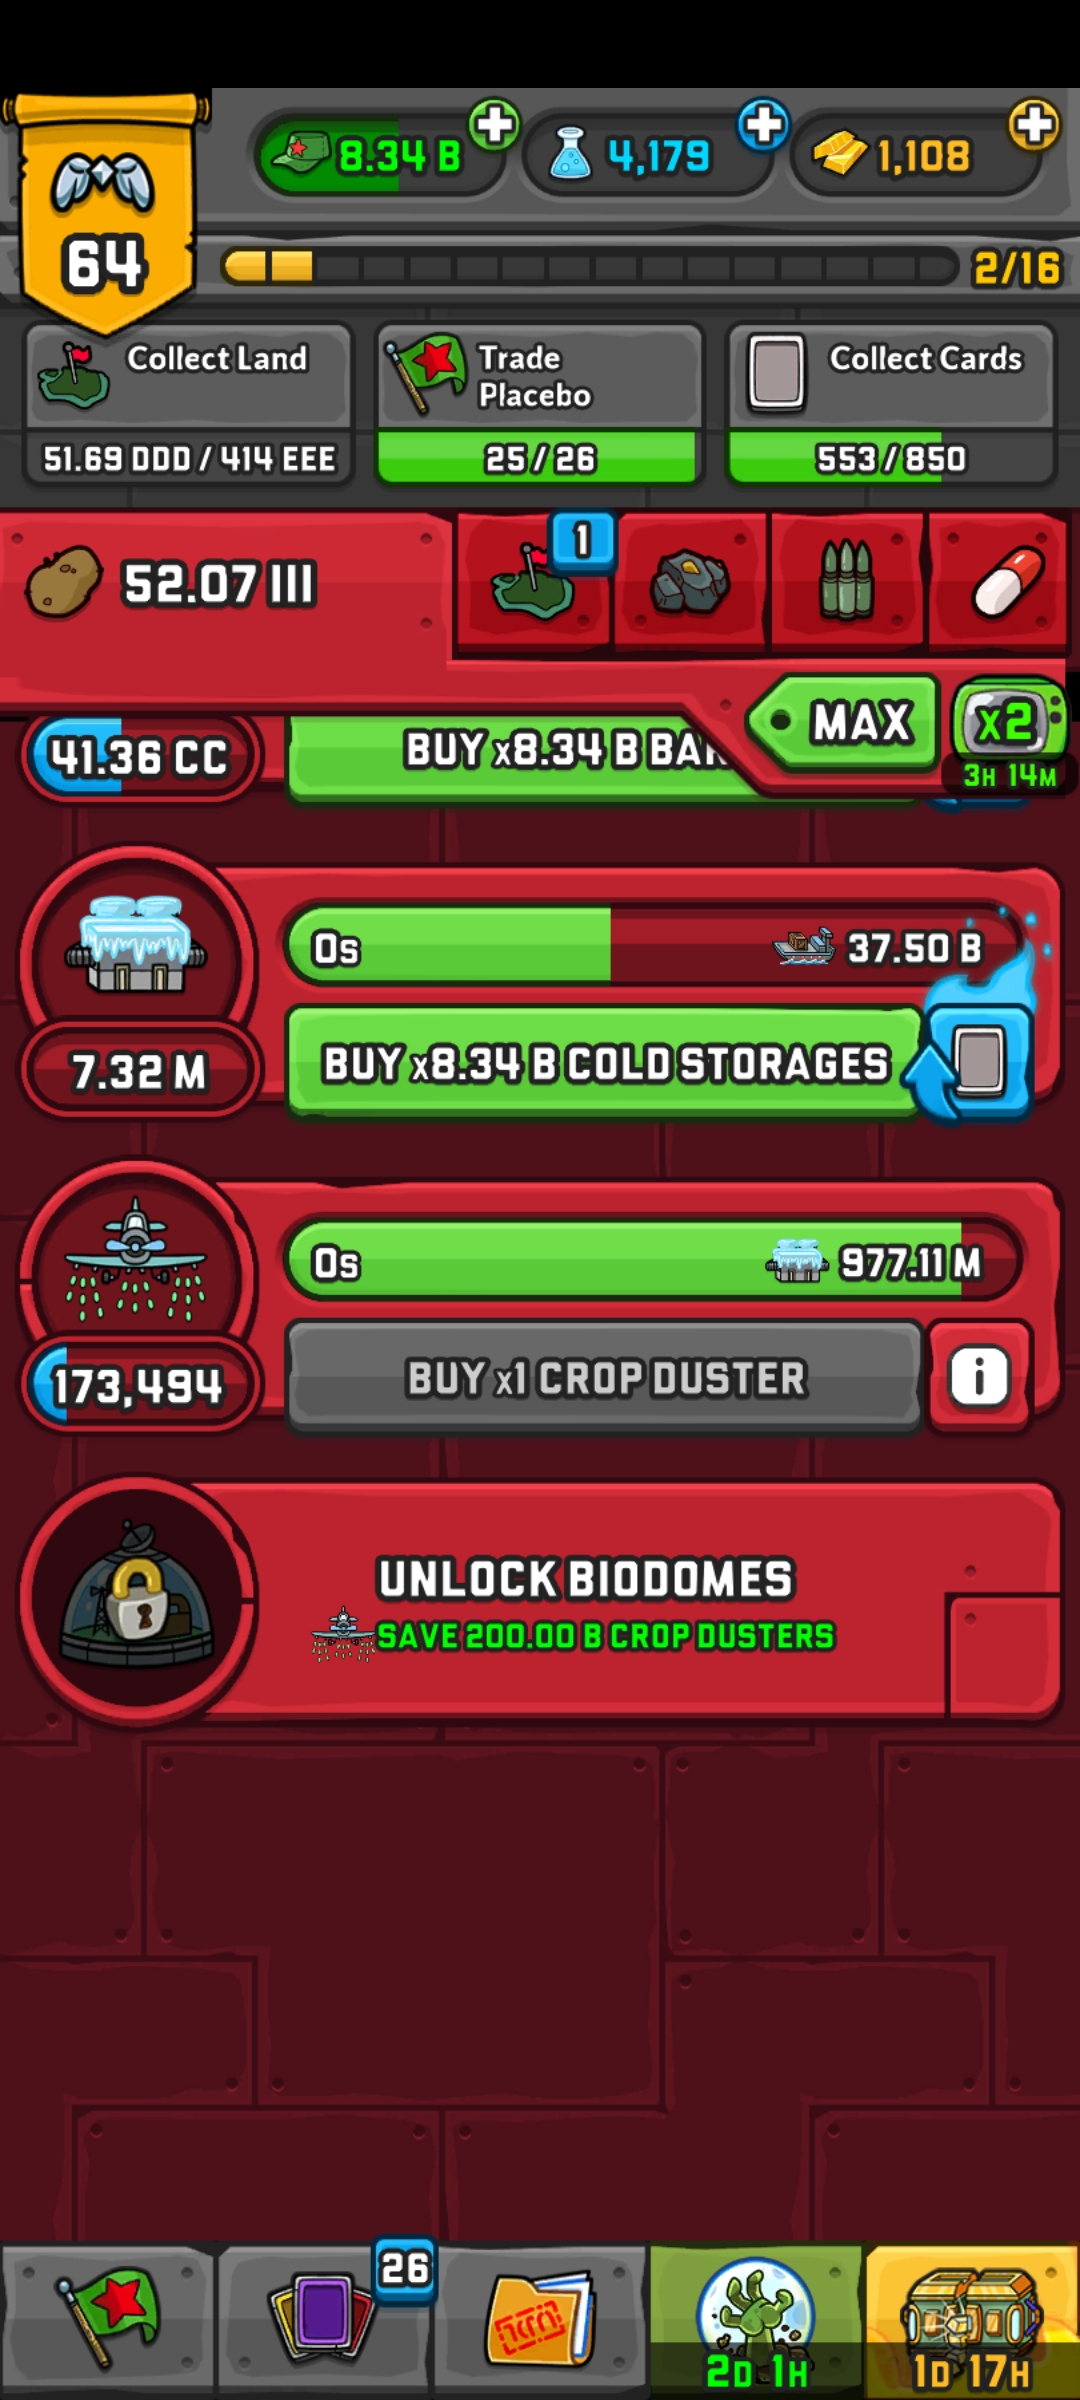 8.34 B
4,179
1,108
64
2/16
Collect Land
51.69 DDD / 414 EEE
Trade
Placebo
25 / 26
Collect Cards
553 / 850
52.07 III
1
MAX
x2
3H 14M
41.36 CC
BUY x8.34 B BAR
0s
37.50 B
7.32 M
BUY x8.34 B COLD STORAGES
0s
977.11 M
173,494
BUY x1 CROP DUSTER
i
UNLOCK BIODOMES
SAVE 200.00 B CROP DUSTERS
26
2D 1H
1D 17H